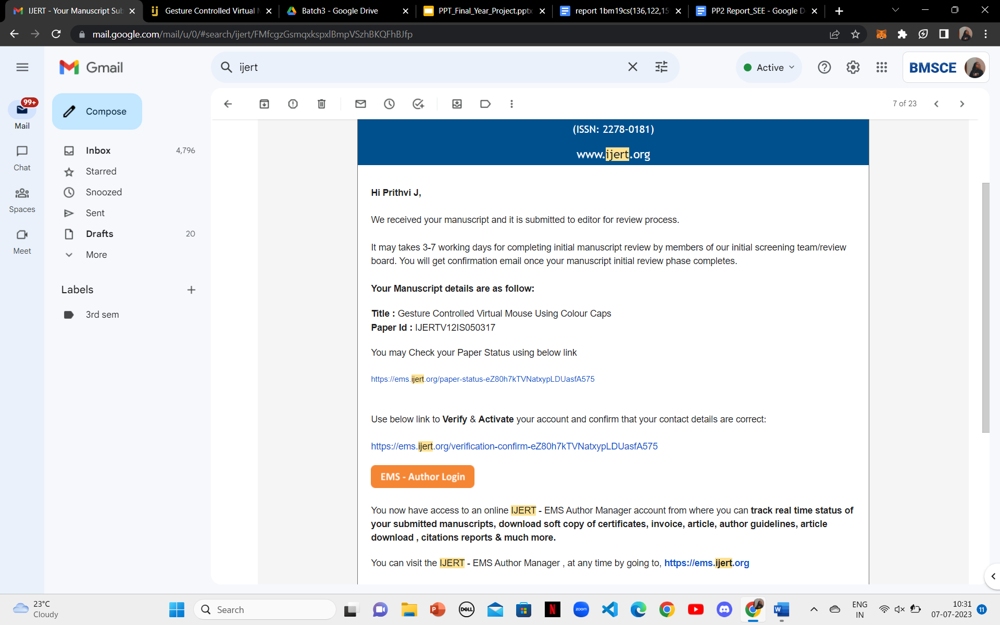 IJERT - Your Manuscript Sub
Gesture Controlled Virtual M
Batch3 - Google Drive
PPT_Final_Year_Project.pptx
report 1bm19cs(136,122,15
PP2 Report_SEE - Google D
mail.google.com/mail/u/0/#search/ijert/FMfcgzGsmqxkspxlBmpVSzhBKQFhBJfp
Gmail
ijert
Active
BMSCE
99+
Mail
Chat
Spaces
Meet
Compose
Inbox 4,796
Starred
Snoozed
Sent
Drafts 20
More
Labels
3rd sem
7 of 23
(ISSN: 2278-0181)
www.ijert.org
Hi Prithvi J,
We received your manuscript and it is submitted to editor for review process.
It may takes 3-7 working days for completing initial manuscript review by members of our initial screening team/review
board. You will get confirmation email once your manuscript initial review phase completes.
Your Manuscript details are as follow:
Title : Gesture Controlled Virtual Mouse Using Colour Caps
Paper Id : IJERTV12IS050317
You may Check your Paper Status using below link
https://ems.ijert.org/paper-status-eZ80h7kTVNatxypLDUasfA575
Use below link to Verify & Activate your account and confirm that your contact details are correct:
https://ems.ijert.org/verification-confirm-eZ80h7kTVNatxypLDUasfA575
EMS - Author Login
You now have access to an online IJERT - EMS Author Manager account from where you can track real time status of
your submitted manuscripts, download soft copy of certificates, invoice, article, author guidelines, article
download , citations reports & much more.
You can visit the IJERT - EMS Author Manager , at any time by going to, https://ems.ijert.org
23°C
Cloudy
Search
DELL
zoom
ENG
IN
10:31
07-07-2023
11